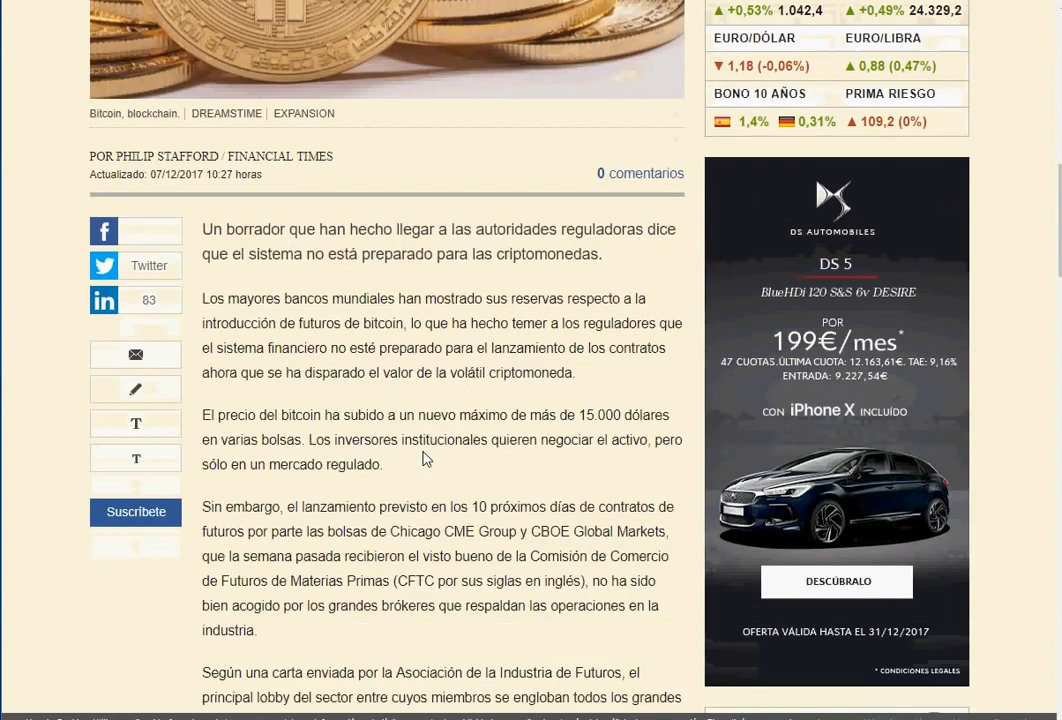 +0,53% 1.042,4 +0,49% 24.329,2
EURO/DÓLAR EURO/LIBRA
1,18 (-0,06%) 0,88 (0,47%)
BONO 10 AÑOS PRIMA RIESGO
1,4% 0,31% 109,2 (0%)
Bitcoin, blockchain. | DREAMSTIME | EXPANSION
POR PHILIP STAFFORD / FINANCIAL TIMES
Actualizado: 07/12/2017 10:27 horas
0 comentarios
Twitter
83
T
T
Suscríbete
Un borrador que han hecho llegar a las autoridades reguladoras dice
que el sistema no está preparado para las criptomonedas.
Los mayores bancos mundiales han mostrado sus reservas respecto a la
introducción de futuros de bitcoin, lo que ha hecho temer a los reguladores que
el sistema financiero no esté preparado para el lanzamiento de los contratos
ahora que se ha disparado el valor de la volátil criptomoneda.
El precio del bitcoin ha subido a un nuevo máximo de más de 15.000 dólares
en varias bolsas. Los inversores institucionales quieren negociar el activo, pero
sólo en un mercado regulado.
Sin embargo, el lanzamiento previsto en los 10 próximos días de contratos de
futuros por parte las bolsas de Chicago CME Group y CBOE Global Markets,
que la semana pasada recibieron el visto bueno de la Comisión de Comercio
de Futuros de Materias Primas (CFTC por sus siglas en inglés), no ha sido
bien acogido por los grandes brókeres que respaldan las operaciones en la
industria.
Según una carta enviada por la Asociación de la Industria de Futuros, el
principal lobby del sector entre cuyos miembros se engloban todos los grandes
DS AUTOMOBILES
DS 5
BlueHDi 120 S&S 6v DESIRE
POR
199€/mes*
47 CUOTAS.ÚLTIMA CUOTA: 12.163,61€. TAE: 9,16%
ENTRADA: 9.227,54€
CON iPhone X INCLUÍDO
DESCÚBRALO
OFERTA VÁLIDA HASTA EL 31/12/2017
* CONDICIONES LEGALES